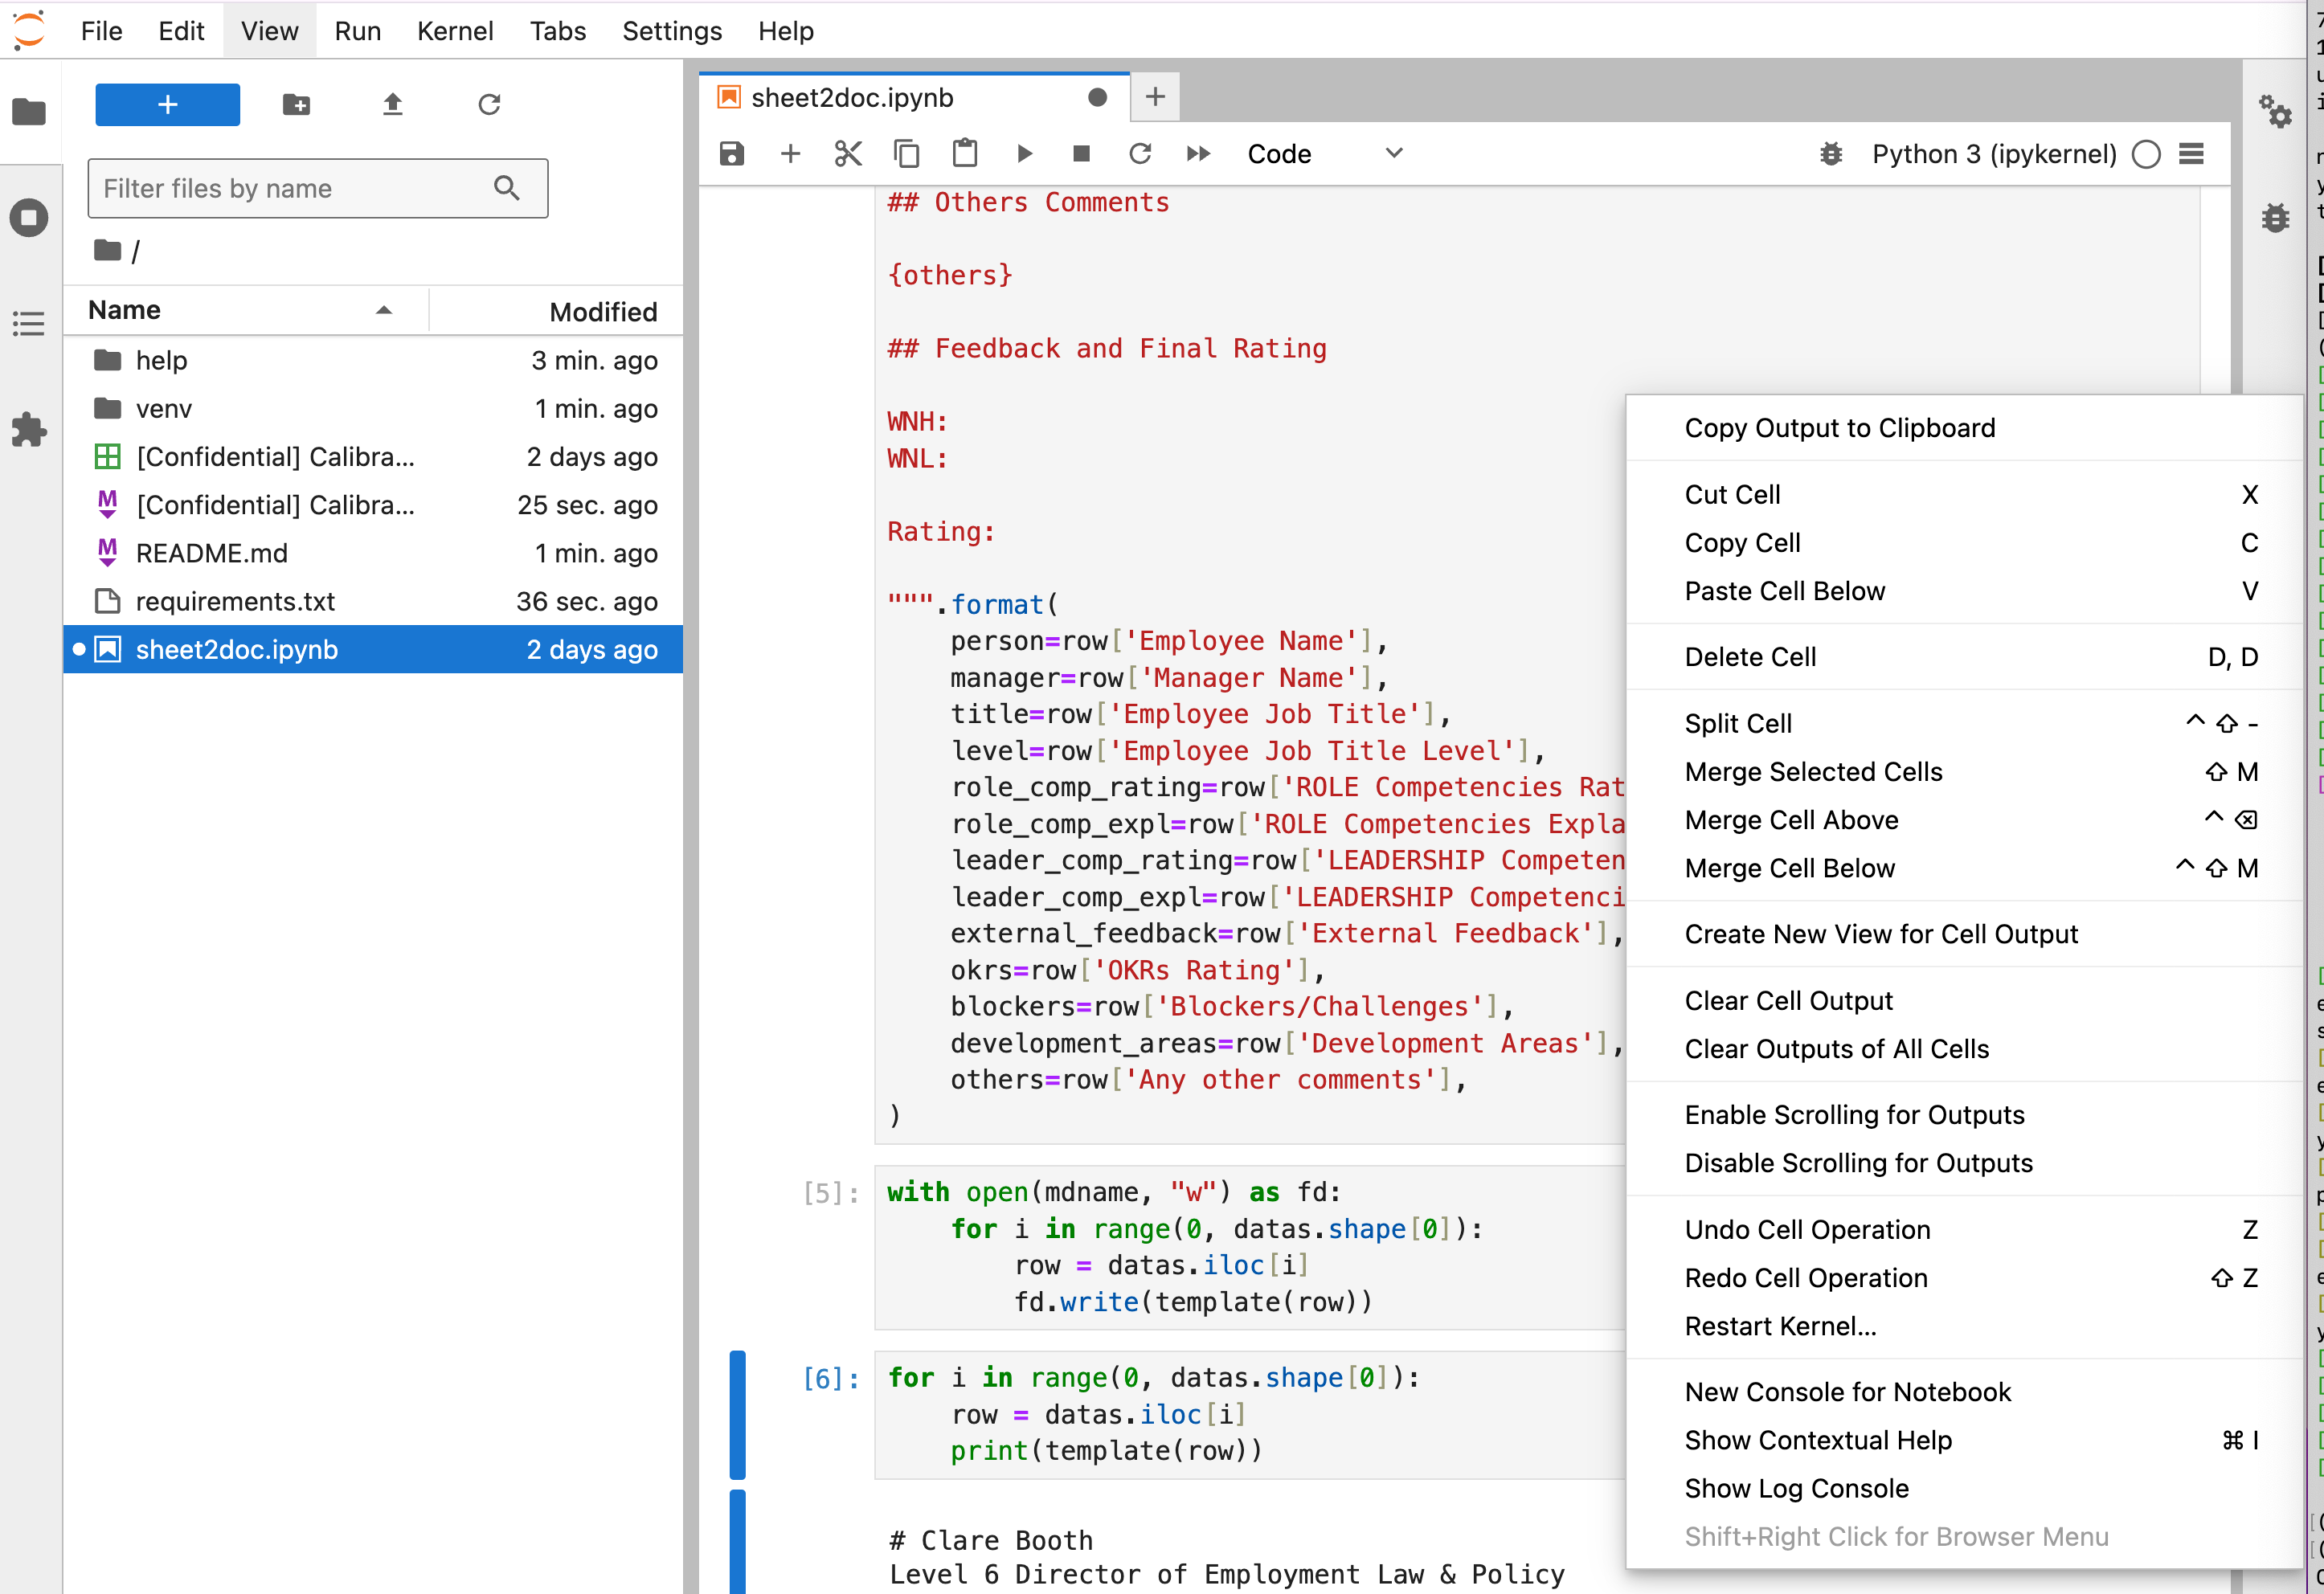 File Edit View Run Kernel Tabs Settings Help
+
Filter files by name
/
Name Modified
help 3 min. ago
venv 1 min. ago
[Confidential] Calibra... 2 days ago
[Confidential] Calibra... 25 sec. ago
README.md 1 min. ago
requirements.txt 36 sec. ago
sheet2doc.ipynb 2 days ago
sheet2doc.ipynb
Code
Python 3 (ipykernel)
## Others Comments
{others}
## Feedback and Final Rating
WNH:
WNL:
Rating:
""".format(
    person=row['Employee Name'],
    manager=row['Manager Name'],
    title=row['Employee Job Title'],
    level=row['Employee Job Title Level'],
    role_comp_rating=row['ROLE Competencies Rat
    role_comp_expl=row['ROLE Competencies Expla
    leader_comp_rating=row['LEADERSHIP Competen
    leader_comp_expl=row['LEADERSHIP Competenci
    external_feedback=row['External Feedback'],
    okrs=row['OKRs Rating'],
    blockers=row['Blockers/Challenges'],
    development_areas=row['Development Areas'],
    others=row['Any other comments'],
)
[5]: with open(mdname, "w") as fd:
    for i in range(0, datas.shape[0]):
        row = datas.iloc[i]
        fd.write(template(row))
[6]: for i in range(0, datas.shape[0]):
    row = datas.iloc[i]
    print(template(row))
# Clare Booth
Level 6 Director of Employment Law & Policy
Copy Output to Clipboard
Cut Cell X
Copy Cell C
Paste Cell Below V
Delete Cell D, D
Split Cell ^ ⇧ -
Merge Selected Cells ⇧ M
Merge Cell Above ^ ⌫
Merge Cell Below ^ ⇧ M
Create New View for Cell Output
Clear Cell Output
Clear Outputs of All Cells
Enable Scrolling for Outputs
Disable Scrolling for Outputs
Undo Cell Operation Z
Redo Cell Operation ⇧ Z
Restart Kernel...
New Console for Notebook
Show Contextual Help ⌘ I
Show Log Console
Shift+Right Click for Browser Menu